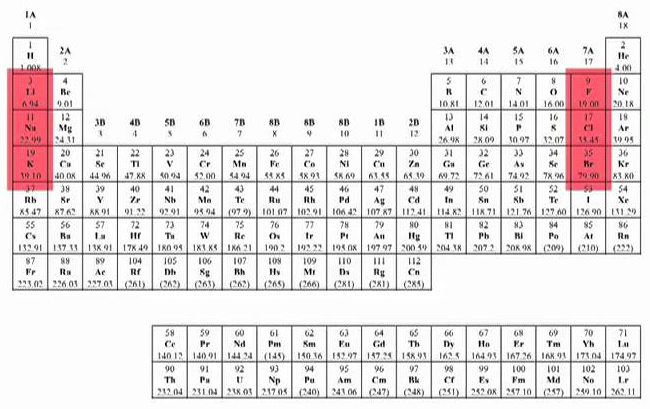 1A 8A
1 18
1 2
H 2A 3A 4A 5A 6A 7A He
1.008 2 13 14 15 16 17 4.00
3 4 5 6 7 8 9 10
Li Be B C N O F Ne
6.94 9.01 10.81 12.01 14.01 16.00 19.00 20.18
11 12 13 14 15 16 17 18
Na Mg 3B 4B 5B 6B 7B 8B 8B 8B 1B 2B Al Si P S Cl Ar
22.99 24.31 3 4 5 6 7 8 9 10 11 12 26.98 28.09 30.97 32.07 35.45 39.95
19 20 21 22 23 24 25 26 27 28 29 30 31 32 33 34 35 36
K Ca Sc Ti V Cr Mn Fe Co Ni Cu Zn Ga Ge As Se Br Kr
39.10 40.08 44.96 47.88 50.94 52.00 54.94 55.85 58.93 58.69 63.55 65.39 69.72 72.61 74.92 78.96 79.90 83.80
37 38 39 40 41 42 43 44 45 46 47 48 49 50 51 52 53 54
Rb Sr Y Zr Nb Mo Tc Ru Rh Pd Ag Cd In Sn Sb Te I Xe
85.47 87.62 88.91 91.22 92.91 95.94 (97.9) 101.07 102.91 106.42 107.87 112.41 114.82 118.71 121.76 127.60 126.90 131.29
55 56 57 72 73 74 75 76 77 78 79 80 81 82 83 84 85 86
Cs Ba La Hf Ta W Re Os Ir Pt Au Hg Tl Pb Bi Po At Rn
132.91 137.33 138.91 178.49 180.95 183.85 186.21 190.2 192.22 195.08 197.97 200.59 204.38 207.2 208.98 (209) (210) (222)
87 88 89 104 105 106 107 108 109 110 111 112
Fr Ra Ac Rf Db Sg Bh Hs Mt Ds Rg Cn
223.02 226.03 227.03 (261) (262) (263) (262) (265) (266) (281) (281) (285)
58 59 60 61 62 63 64 65 66 67 68 69 70 71
Ce Pr Nd Pm Sm Eu Gd Tb Dy Ho Er Tm Yb Lu
140.12 140.91 144.24 (145) 150.36 152.97 157.25 158.93 162.5 164.93 167.26 168.93 173.04 174.97
90 91 92 93 94 95 96 97 98 99 100 101 102 103
Th Pa U Np Pu Am Cm Bk Cf Es Fm Md No Lr
232.04 231.04 238.03 237.05 (240) 243.06 (247) (248) (251) 252.08 257.10 (257) 259.10 262.11